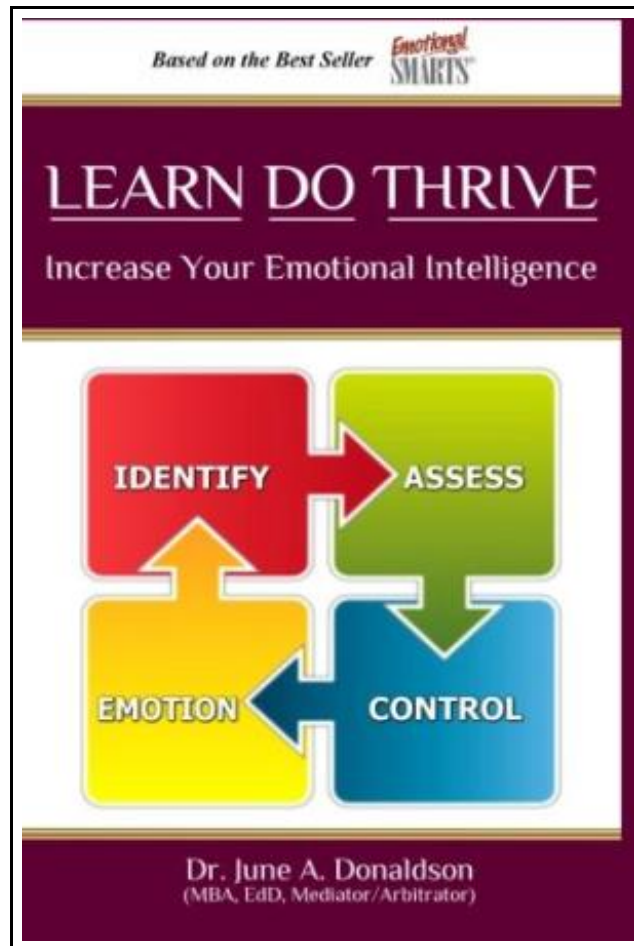 Based on the Best Seller Emotional SMARTS
LEARN DO THRIVE
Increase Your Emotional Intelligence
IDENTIFY ASSESS
EMOTION CONTROL
Dr. June A. Donaldson
(MBA, EdD, Mediator/Arbitrator)